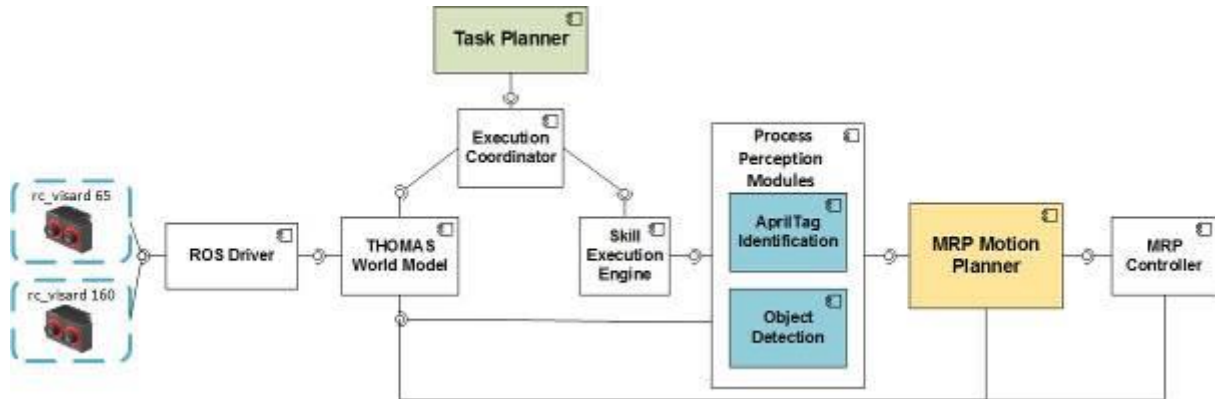 Task Planner
Execution
Coordinator
Process
Perception
Modules
rc_visard 65
AprilTag
Identification
ROS Driver
THOMAS
World Model
Skill
Execution
Engine
MRP Motion
Planner
MRP
Controller
rc_visard 160
Object
Detection